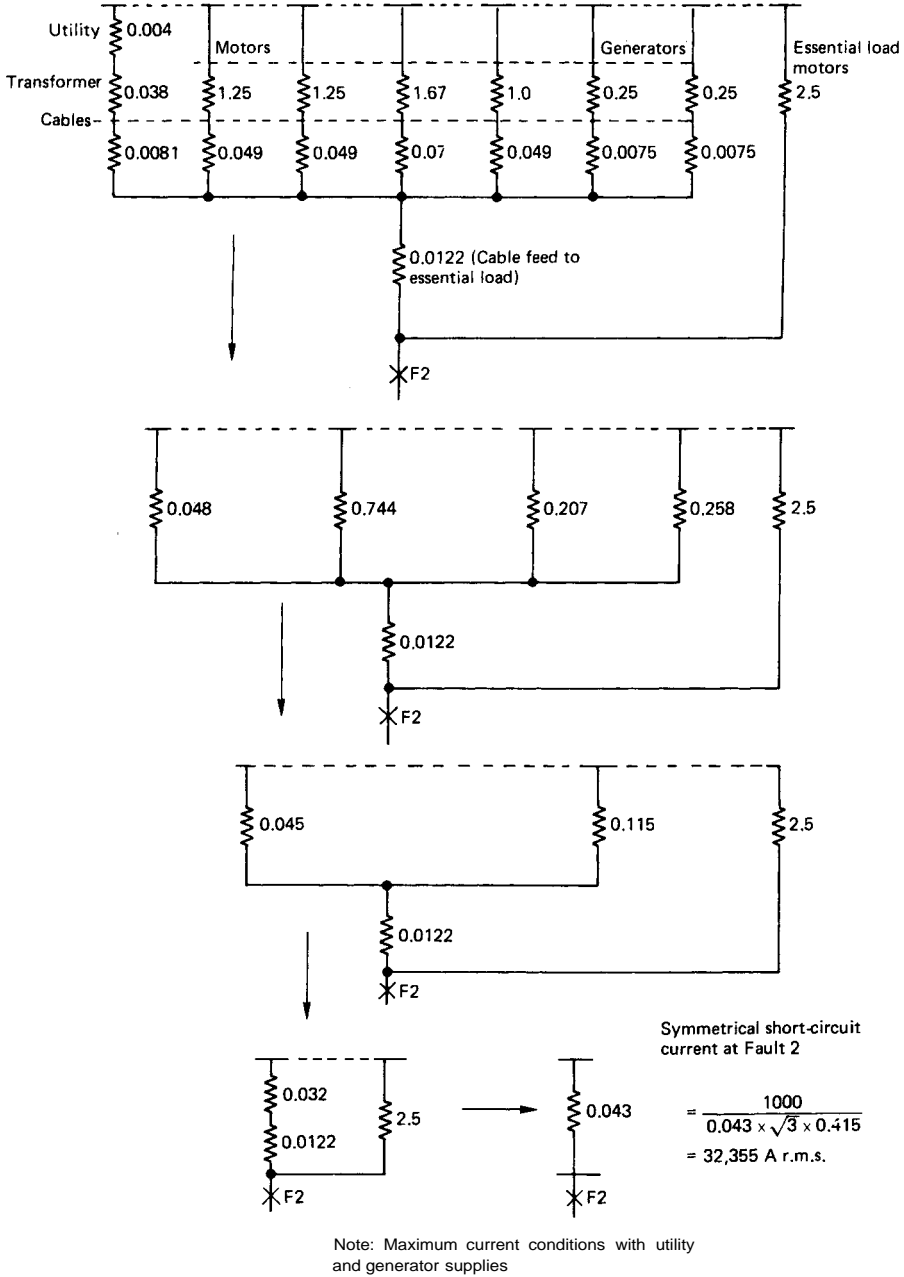 Utility 0.004
Motors Generators Essential load
motors
Transformer 0.038 1.25 1.25 1.67 1.0 0.25 0.25 2.5
Cables
0.0081 0.049 0.049 0.07 0.049 0.0075 0.0075
0.0122 (Cable feed to
essential load)
F2
0.048 0.744 0.207 0.258 2.5
0.0122
F2
0.045 0.115 2.5
0.0122
F2
Symmetrical short-circuit
current at Fault 2
0.032 2.5 0.043
0.0122
= 1000 / 0.043 × √3 × 0.415
= 32,355 A r.m.s.
F2 F2
Note: Maximum current conditions with utility
and generator supplies